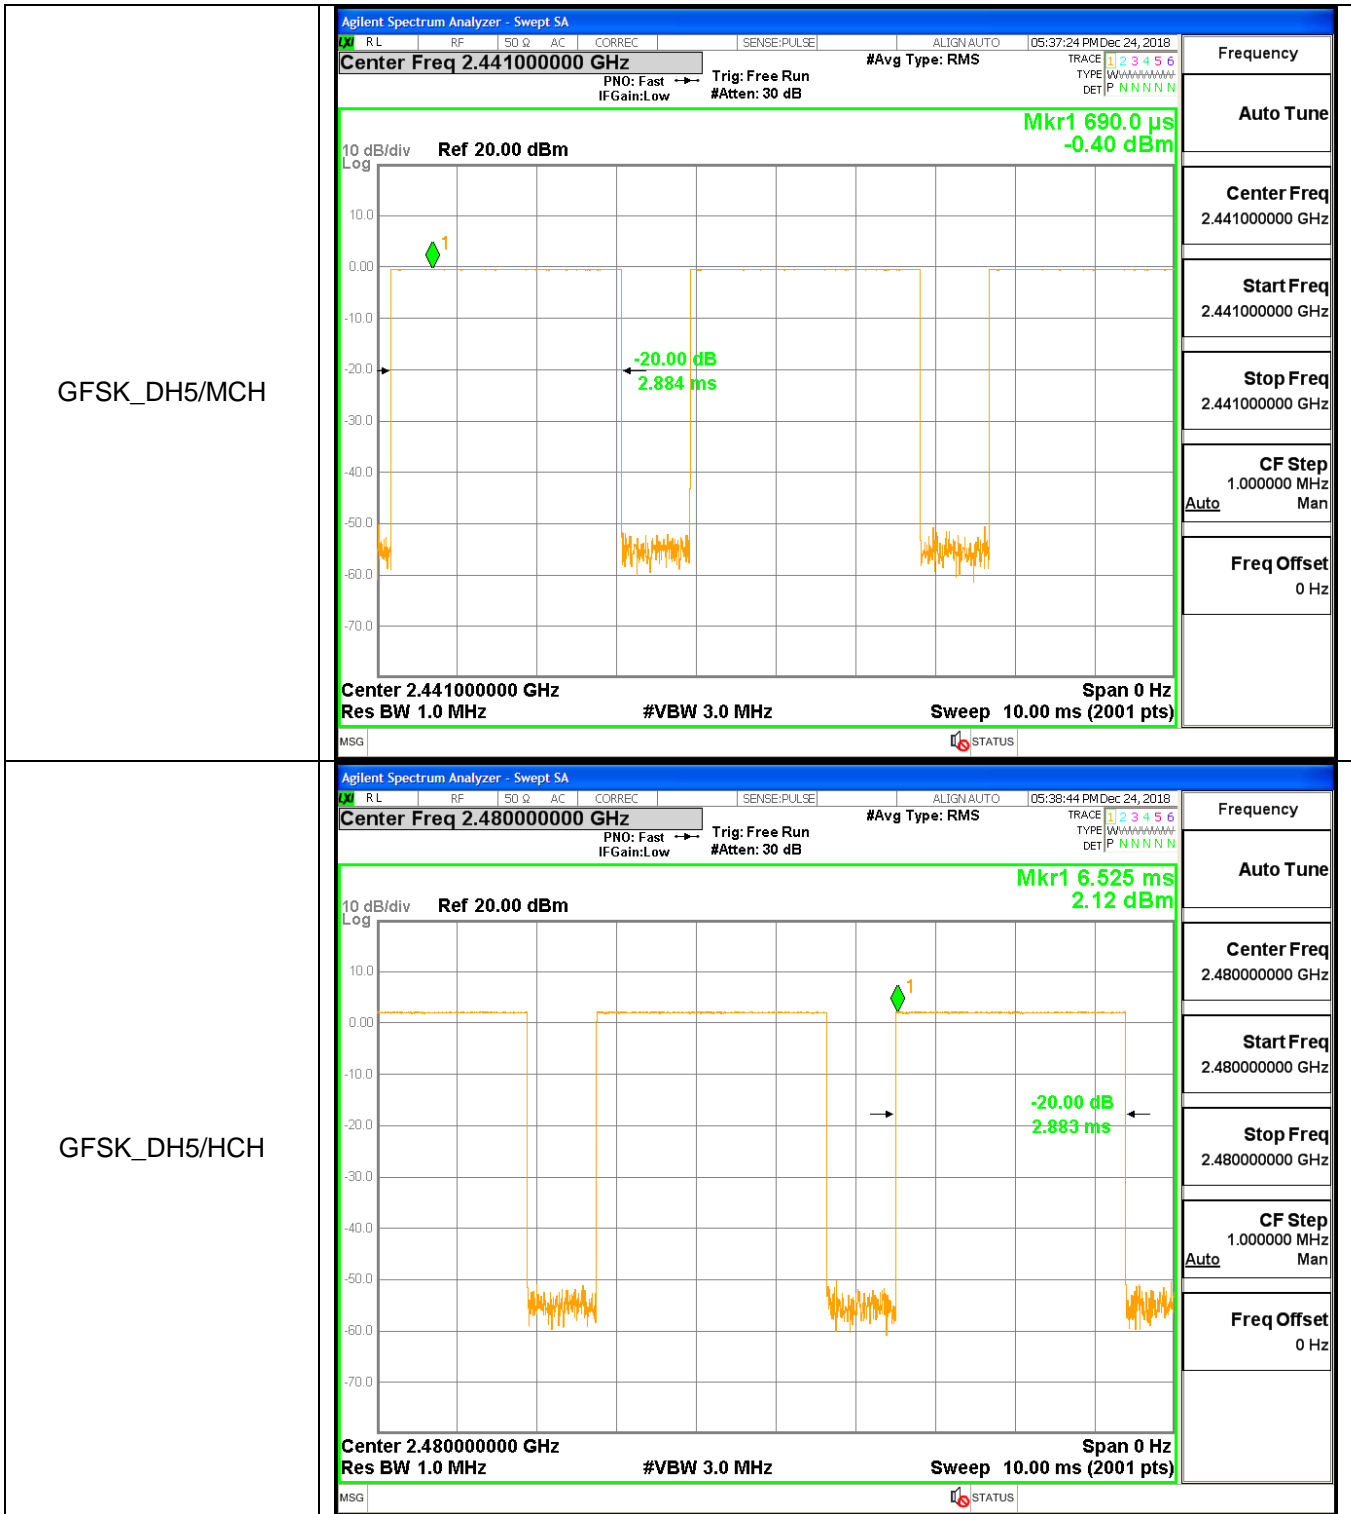 GFSK_DH5/MCH
Agilent Spectrum Analyzer - Swept SA
LXI RL RF 50 Ω AC CORREC SENSE:PULSE ALIGN AUTO 05:37:24 PM Dec 24, 2018
Center Freq 2.441000000 GHz
PNO: Fast
IFGain:Low
Trig: Free Run
#Atten: 30 dB
#Avg Type: RMS
TRACE 1 2 3 4 5 6
TYPE
DET P N N N N N
Mkr1 690.0 µs
-0.40 dBm
10 dB/div Ref 20.00 dBm
Log
10.0
1
0.00
-10.0
-20.0
-20.00 dB
2.884 ms
-30.0
-40.0
-50.0
-60.0
-70.0
Center 2.441000000 GHz Span 0 Hz
Res BW 1.0 MHz #VBW 3.0 MHz Sweep 10.00 ms (2001 pts)
MSG STATUS
Frequency
Auto Tune
Center Freq
2.441000000 GHz
Start Freq
2.441000000 GHz
Stop Freq
2.441000000 GHz
CF Step
1.000000 MHz
Auto Man
Freq Offset
0 Hz
GFSK_DH5/HCH
Agilent Spectrum Analyzer - Swept SA
LXI RL RF 50 Ω AC CORREC SENSE:PULSE ALIGN AUTO 05:38:44 PM Dec 24, 2018
Center Freq 2.480000000 GHz
PNO: Fast
IFGain:Low
Trig: Free Run
#Atten: 30 dB
#Avg Type: RMS
TRACE 1 2 3 4 5 6
TYPE
DET P N N N N N
Mkr1 6.525 ms
2.12 dBm
10 dB/div Ref 20.00 dBm
Log
10.0
1
0.00
-10.0
-20.00 dB
2.883 ms
-20.0
-30.0
-40.0
-50.0
-60.0
-70.0
Center 2.480000000 GHz Span 0 Hz
Res BW 1.0 MHz #VBW 3.0 MHz Sweep 10.00 ms (2001 pts)
MSG STATUS
Frequency
Auto Tune
Center Freq
2.480000000 GHz
Start Freq
2.480000000 GHz
Stop Freq
2.480000000 GHz
CF Step
1.000000 MHz
Auto Man
Freq Offset
0 Hz